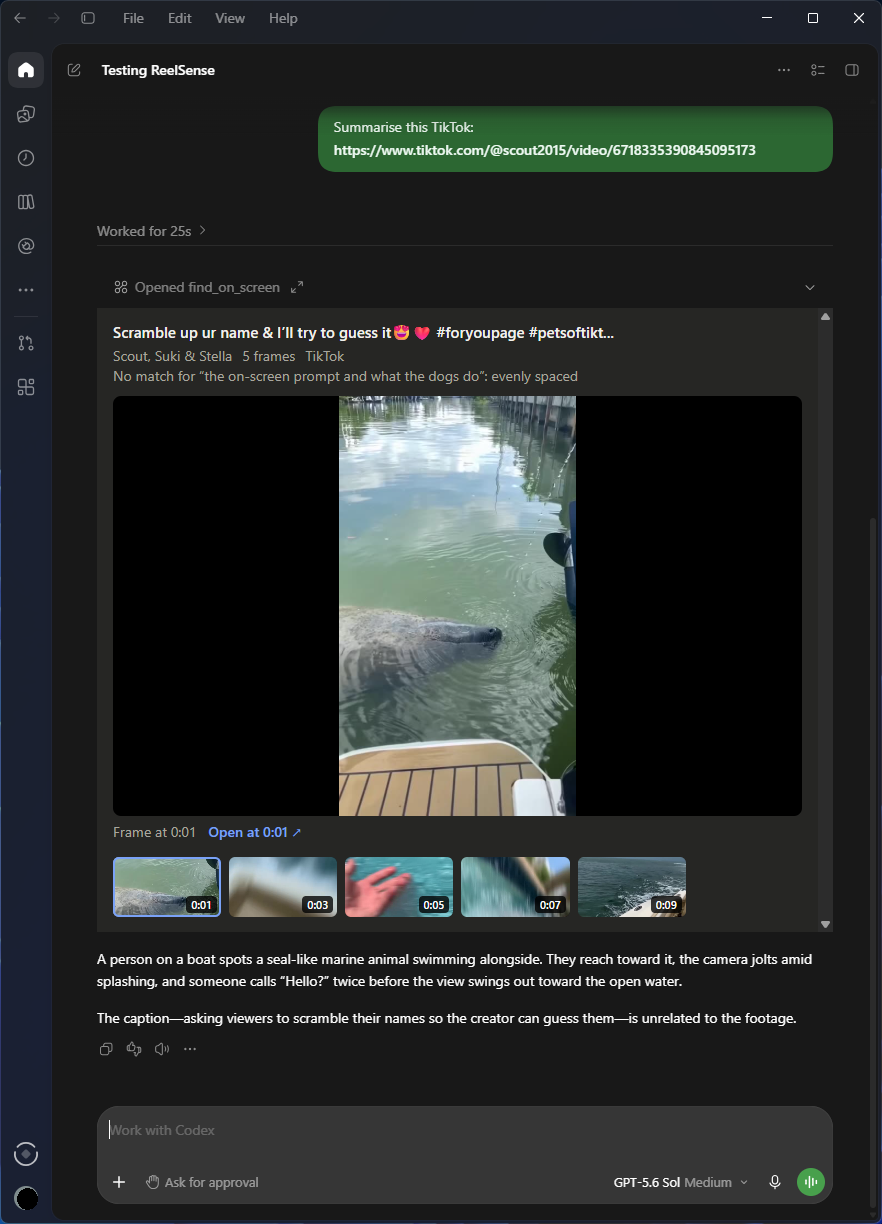 File Edit View Help
Testing ReelSense
Summarise this TikTok:
https://www.tiktok.com/@scout2015/video/6718335390845095173
Worked for 25s
Opened find_on_screen
Scramble up ur name & I’ll try to guess it😍❤️ #foryoupage #petsoftikt...
Scout, Suki & Stella 5 frames TikTok
No match for “the on-screen prompt and what the dogs do”: evenly spaced
Frame at 0:01 Open at 0:01 ↗
0:01 0:03 0:05 0:07 0:09
A person on a boat spots a seal-like marine animal swimming alongside. They reach toward it, the camera jolts amid
splashing, and someone calls “Hello?” twice before the view swings out toward the open water.
The caption—asking viewers to scramble their names so the creator can guess them—is unrelated to the footage.
Work with Codex
Ask for approval GPT-5.6 Sol Medium